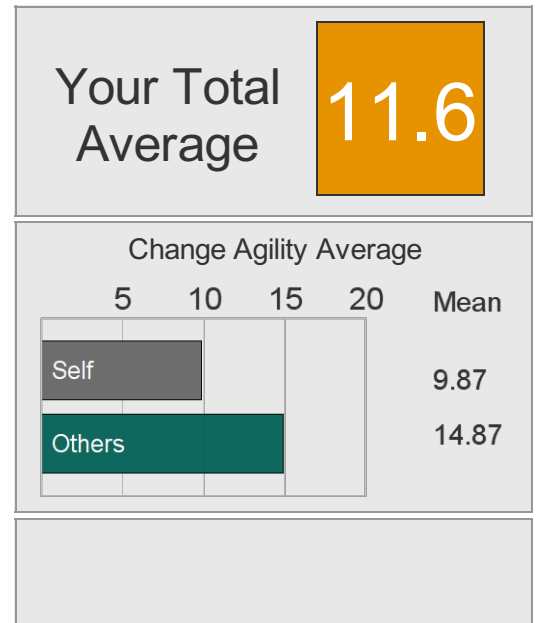 Your Total
Average
11.6
Change Agility Average
5 10 15 20 Mean
Self 9.87
Others 14.87